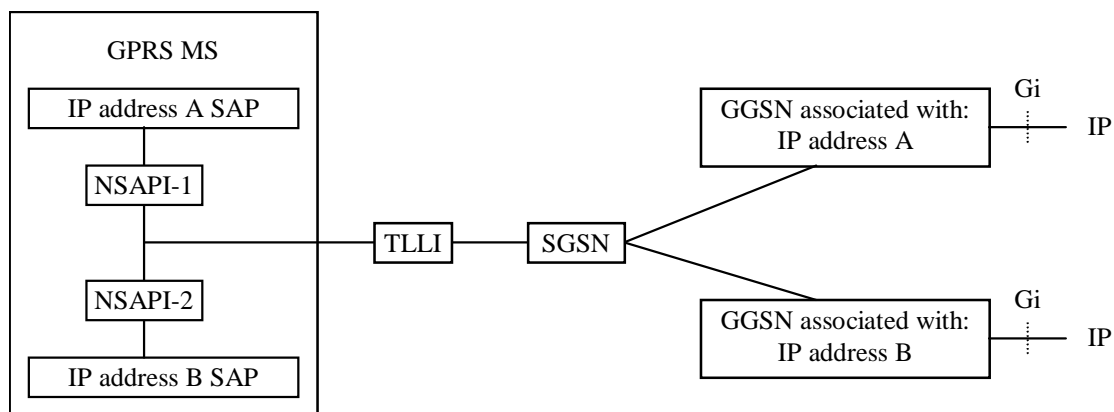 GPRS MS
IP address A SAP
NSAPI-1
NSAPI-2
IP address B SAP
TLLI
SGSN
GGSN associated with:
IP address A
Gi
IP
GGSN associated with:
IP address B
Gi
IP